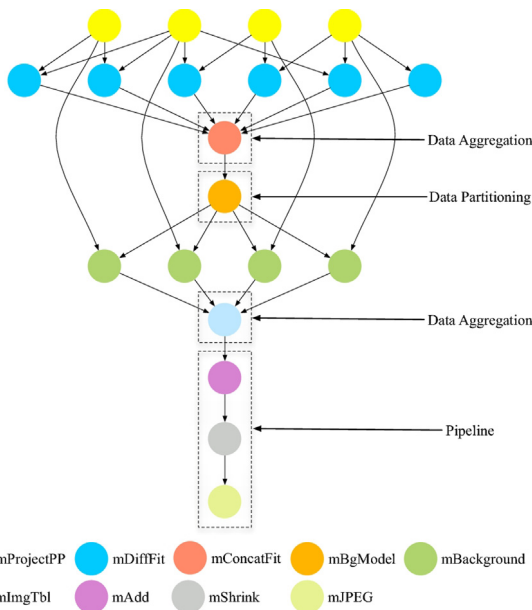 Data Aggregation
Data Partitioning
Data Aggregation
Pipeline
mProjectPP mDiffFit mConcatFit mBgModel mBackground
mImgTbl mAdd mShrink mJPEG